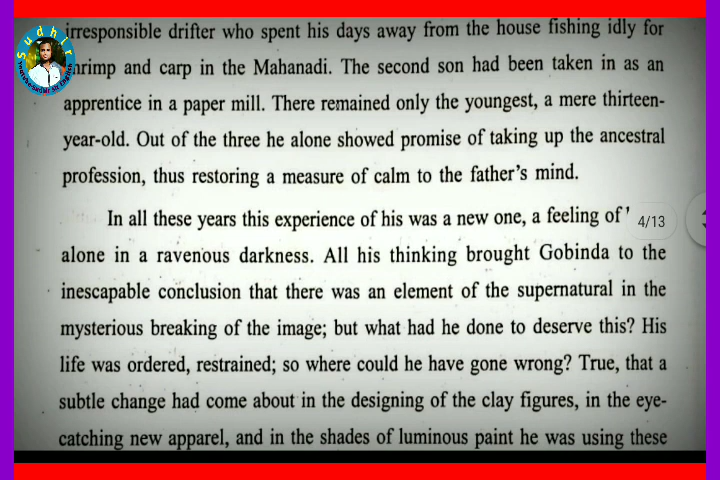 irresponsible drifter who spent his days away from the house fishing idly for
shrimp and carp in the Mahanadi. The second son had been taken in as an
apprentice in a paper mill. There remained only the youngest, a mere thirteen-
year-old. Out of the three he alone showed promise of taking up the ancestral
profession, thus restoring a measure of calm to the father's mind.
In all these years this experience of his was a new one, a feeling of
4/13
alone in a ravenous darkness. All his thinking brought Gobinda to the
inescapable conclusion that there was an element of the supernatural in the
mysterious breaking of the image; but what had he done to deserve this? His
life was ordered, restrained; so where could he have gone wrong? True, that a
subtle change had come about in the designing of the clay figures, in the eye-
catching new apparel, and in the shades of luminous paint he was using these
Sudhir